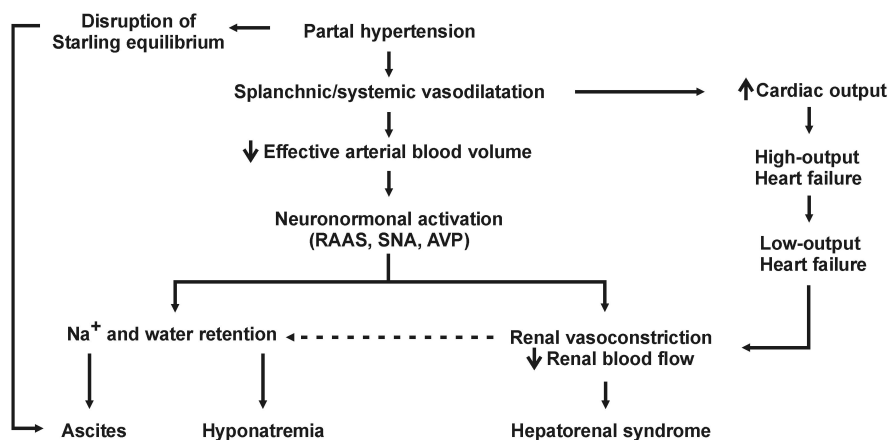 Disruption of
Starling equilibrium
Partal hypertension
Splanchnic/systemic vasodilatation
Cardiac output
Effective arterial blood volume
High-output
Heart failure
Neuronormonal activation
(RAAS, SNA, AVP)
Low-output
Heart failure
Na+ and water retention
Renal vasoconstriction
Renal blood flow
Ascites
Hyponatremia
Hepatorenal syndrome